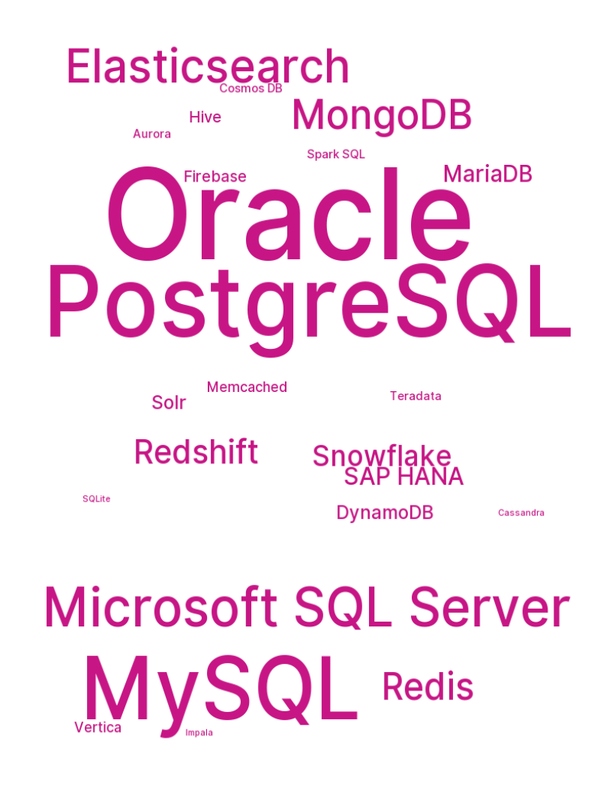 Elasticsearch
Cosmos DB
MongoDB
Hive
Aurora
Spark SQL
MariaDB
Firebase
Oracle
PostgreSQL
Memcached
Teradata
Solr
Redshift
Snowflake
SAP HANA
SQLite
DynamoDB
Cassandra
Microsoft SQL Server
MySQL
Redis
Vertica
Impala